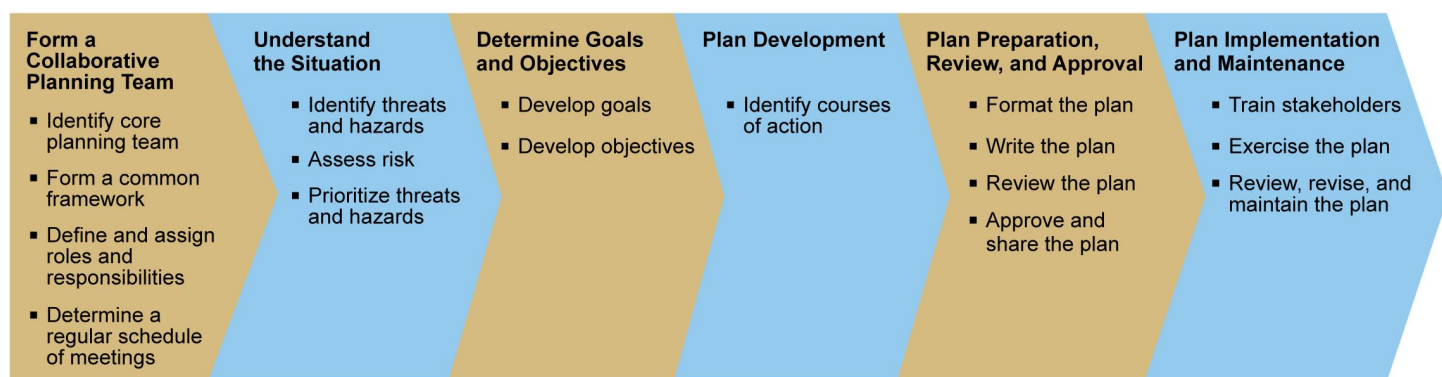 Form a
Collaborative
Planning Team
▪ Identify core
planning team
▪ Form a common
framework
▪ Define and assign
roles and
responsibilities
▪ Determine a
regular schedule
of meetings
Understand
the Situation
▪ Identify threats
and hazards
▪ Assess risk
▪ Prioritize threats
and hazards
Determine Goals
and Objectives
▪ Develop goals
▪ Develop objectives
Plan Development
▪ Identify courses
of action
Plan Preparation,
Review, and Approval
▪ Format the plan
▪ Write the plan
▪ Review the plan
▪ Approve and
share the plan
Plan Implementation
and Maintenance
▪ Train stakeholders
▪ Exercise the plan
▪ Review, revise, and
maintain the plan